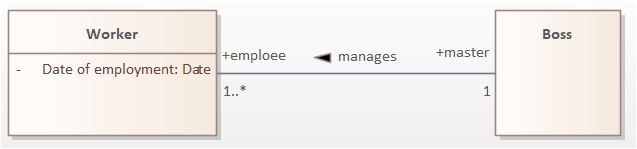 Worker
- Date of employment: Date
+emploee
manages
+master
1..*
1
Boss